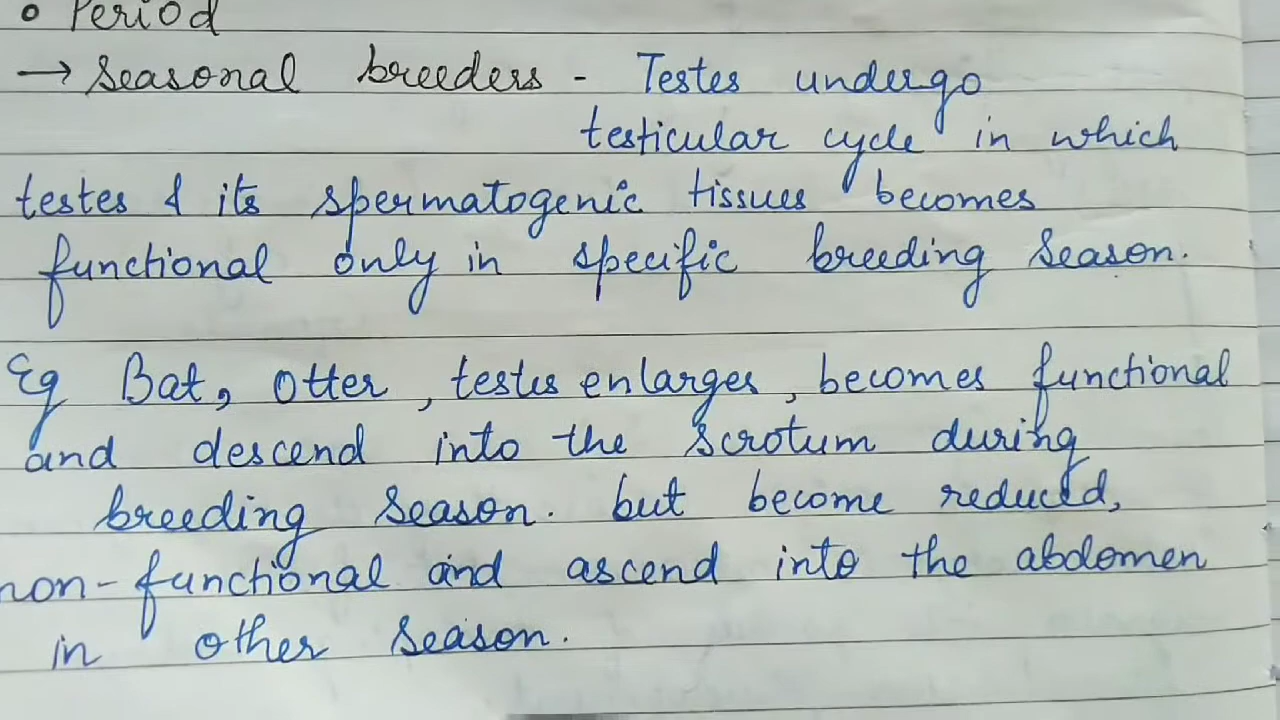 • Period
→ Seasonal breeders - Testes undergo
testicular cycle in which
testes & its spermatogenic tissues becomes
functional only in specific breeding season.
Eg Bat, Otter, testes enlarges, becomes functional
and descend into the scrotum during
breeding season. but become reduced,
non-functional and ascend into the abdomen
in other season.